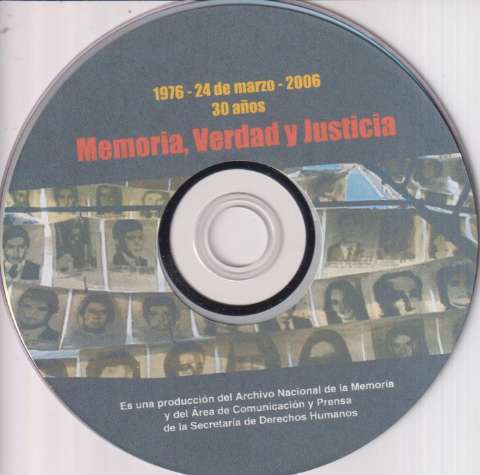 1976 - 24 de marzo - 2006
30 años
Memoria, Verdad y Justicia
Es una producción del Archivo Nacional de la Memoria
y del Área de Comunicación y Prensa
de la Secretaría de Derechos Humanos